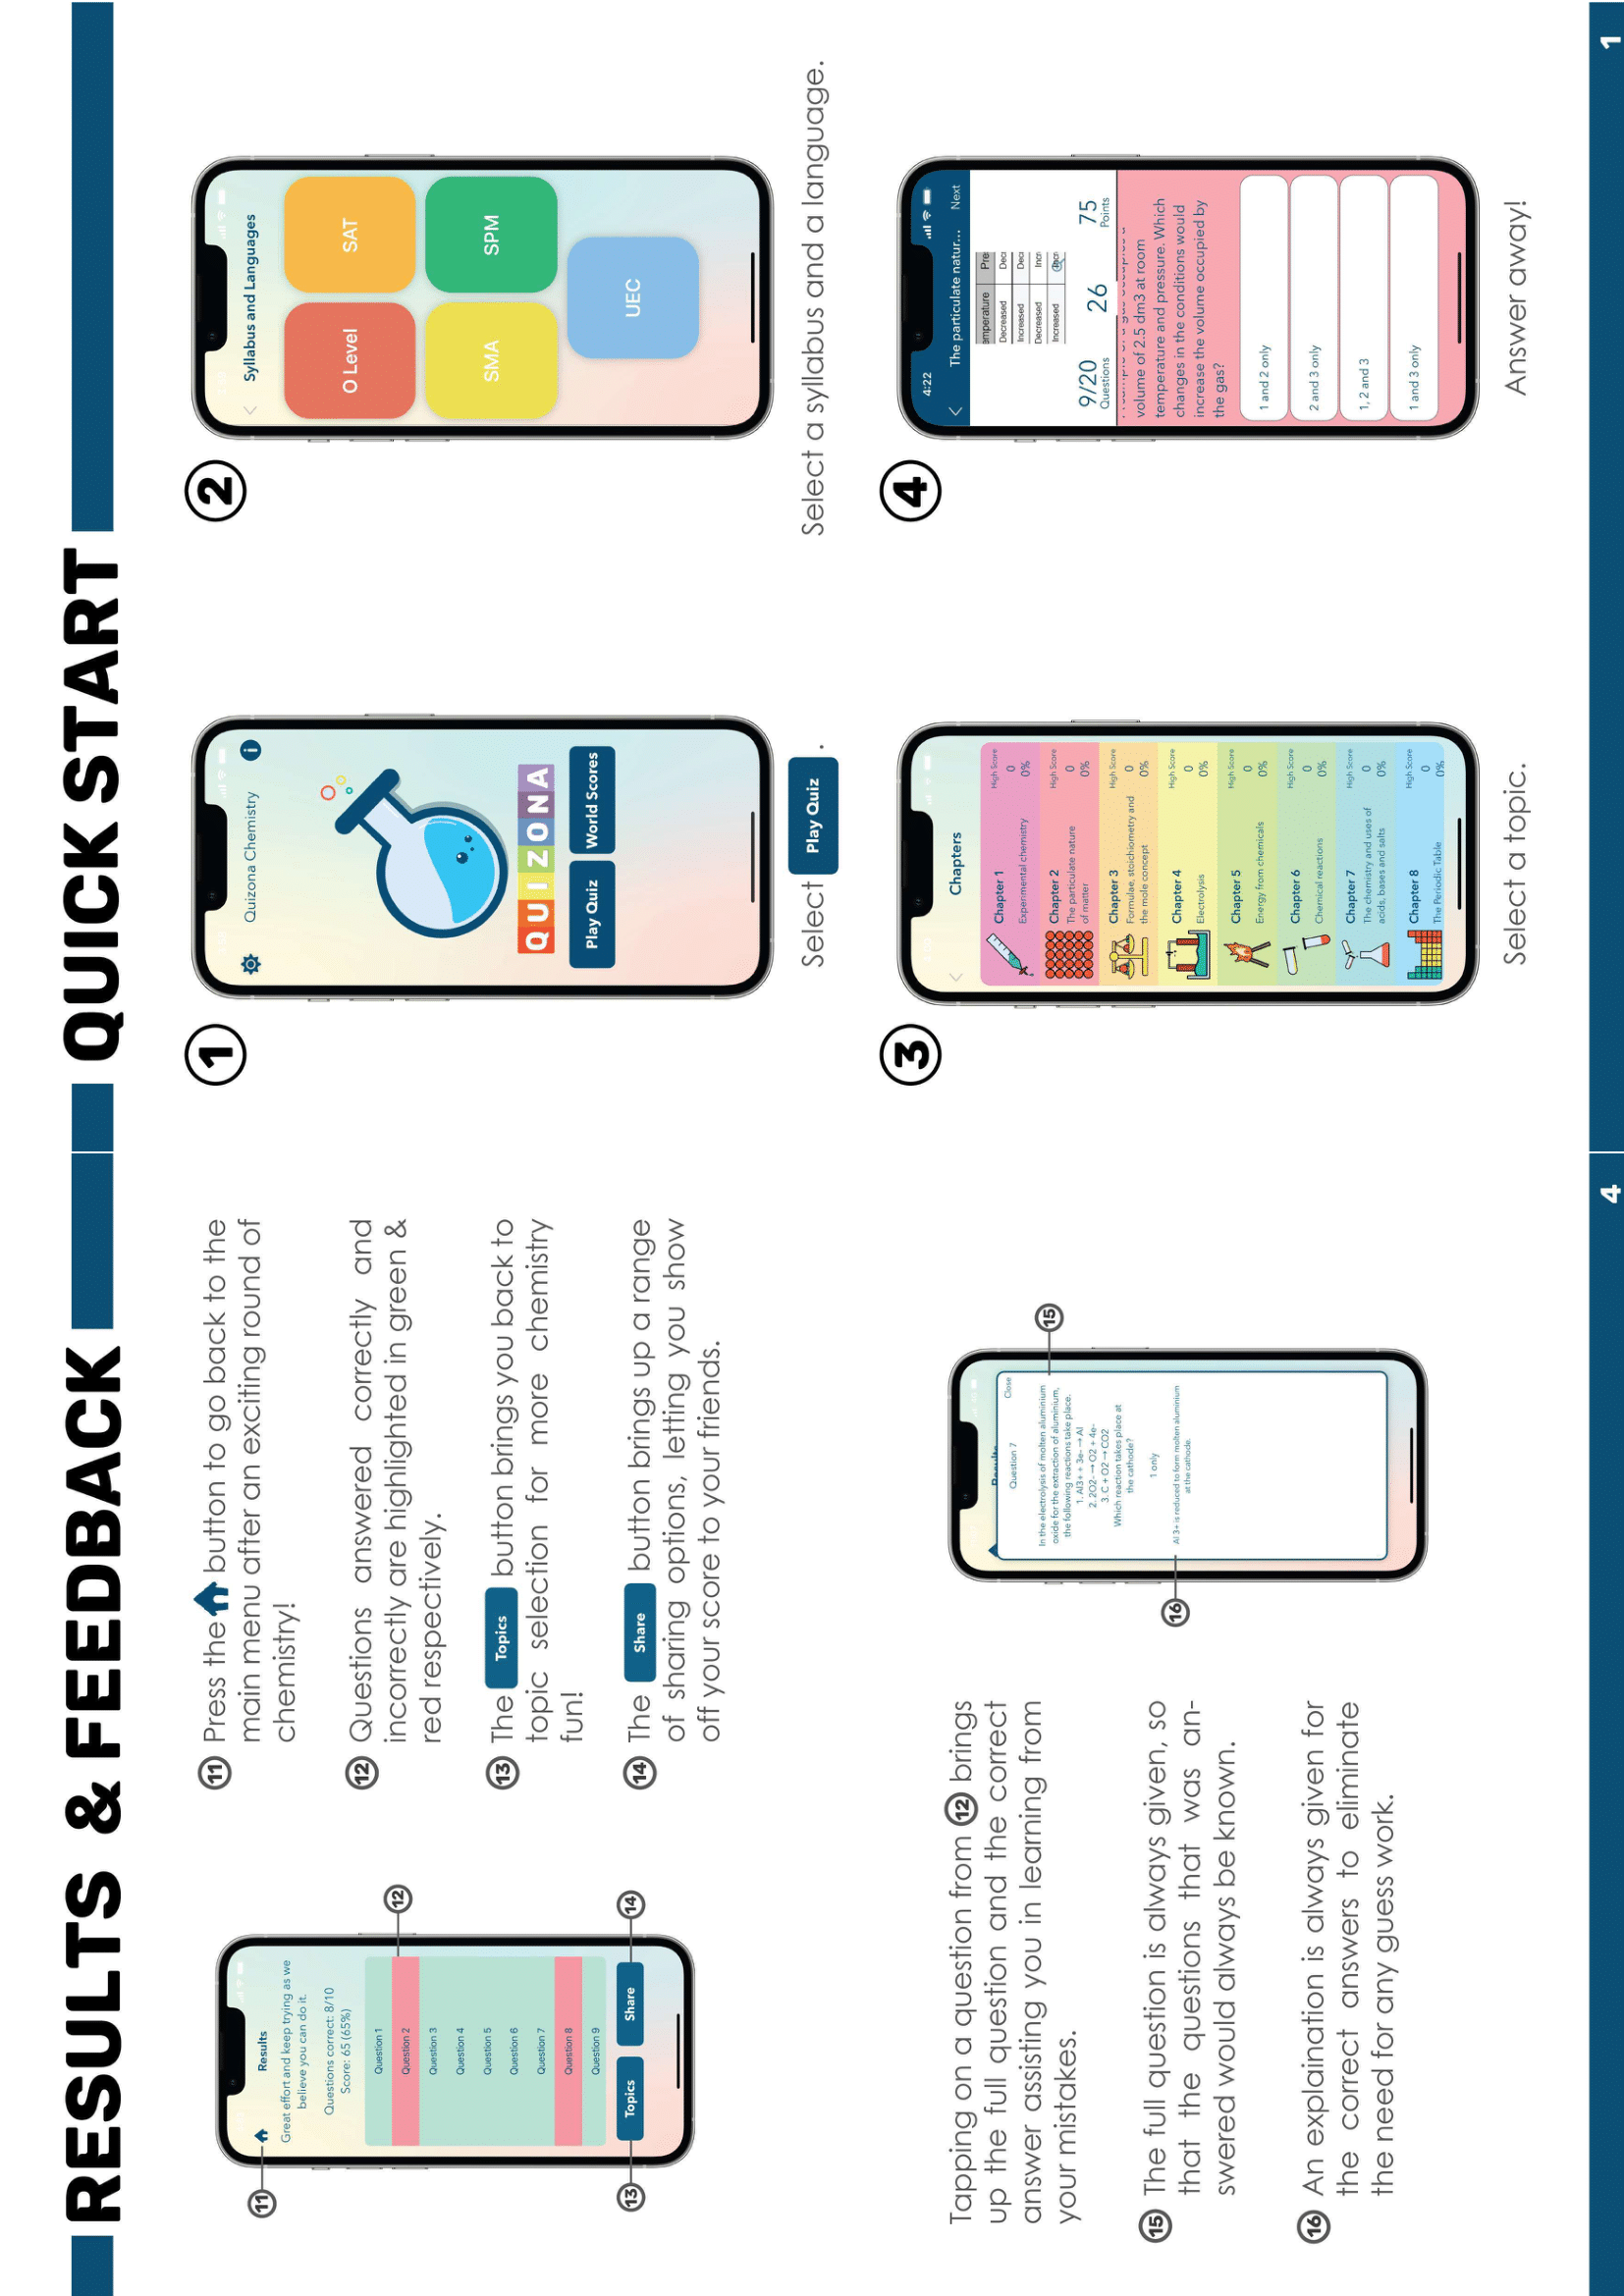 RESULTS & FEEDBACK
Results
Great effort and keep trying as we
believe you can do it.
Questions correct: 8/10
Score: 65 (65%)
Question 1
Question 2
Question 3
Question 4
Question 5
Question 6
Question 7
Question 8
Question 9
Topics
Share
11
12
13
14
11 Press the button to go back to the
main menu after an exciting round of
chemistry!
12 Questions answered correctly and
incorrectly are highlighted in green &
red respectively.
13 The Topics button brings you back to
topic selection for more chemistry
fun!
14 The Share button brings up a range
of sharing options, letting you show
off your score to your friends.
Tapping on a question from 12 brings
up the full question and the correct
answer assisting you in learning from
your mistakes.
15 The full question is always given, so
that the questions that was an-
swered would always be known.
16 An explaination is always given for
the correct answers to eliminate
the need for any guess work.
Results
Question 7
Close
In the electrolysis of molten aluminium
oxide for the extraction of aluminium,
the following reactions take place.
1. Al3+ + 3e- → Al
2. 2O2- → O2 + 4e-
3. C + O2 → CO2
Which reaction takes place at
the cathode?
1 only
Al 3+ is reduced to form molten aluminium
at the cathode.
15
16
4
QUICK START
1
Quizona Chemistry
i
QUIZONA
Play Quiz
World Scores
Select Play Quiz .
2
Syllabus and Languages
O Level
SAT
SMA
SPM
UEC
Select a syllabus and a language.
3
Chapters
Chapter 1
Experimental chemistry
High Score
0
0%
Chapter 2
The particulate nature
of matter
High Score
0
0%
Chapter 3
Formulae, stoichiometry and
the mole concept
High Score
0
0%
Chapter 4
Electrolysis
High Score
0
0%
Chapter 5
Energy from chemicals
High Score
0
0%
Chapter 6
Chemical reactions
High Score
0
0%
Chapter 7
The chemistry and uses of
acids, bases and salts
High Score
0
0%
Chapter 8
The Periodic Table
High Score
0
0%
Select a topic.
4
4:22
The particulate natur... Next
emperature Pre
Decreased Decr
Increased Decr
Decreased Incr
Increased Incr
9/20
Questions
26
75
Points
volume of 2.5 dm3 at room
temperature and pressure. Which
changes in the conditions would
increase the volume occupied by
the gas?
1 and 2 only
2 and 3 only
1, 2 and 3
1 and 3 only
Answer away!
1